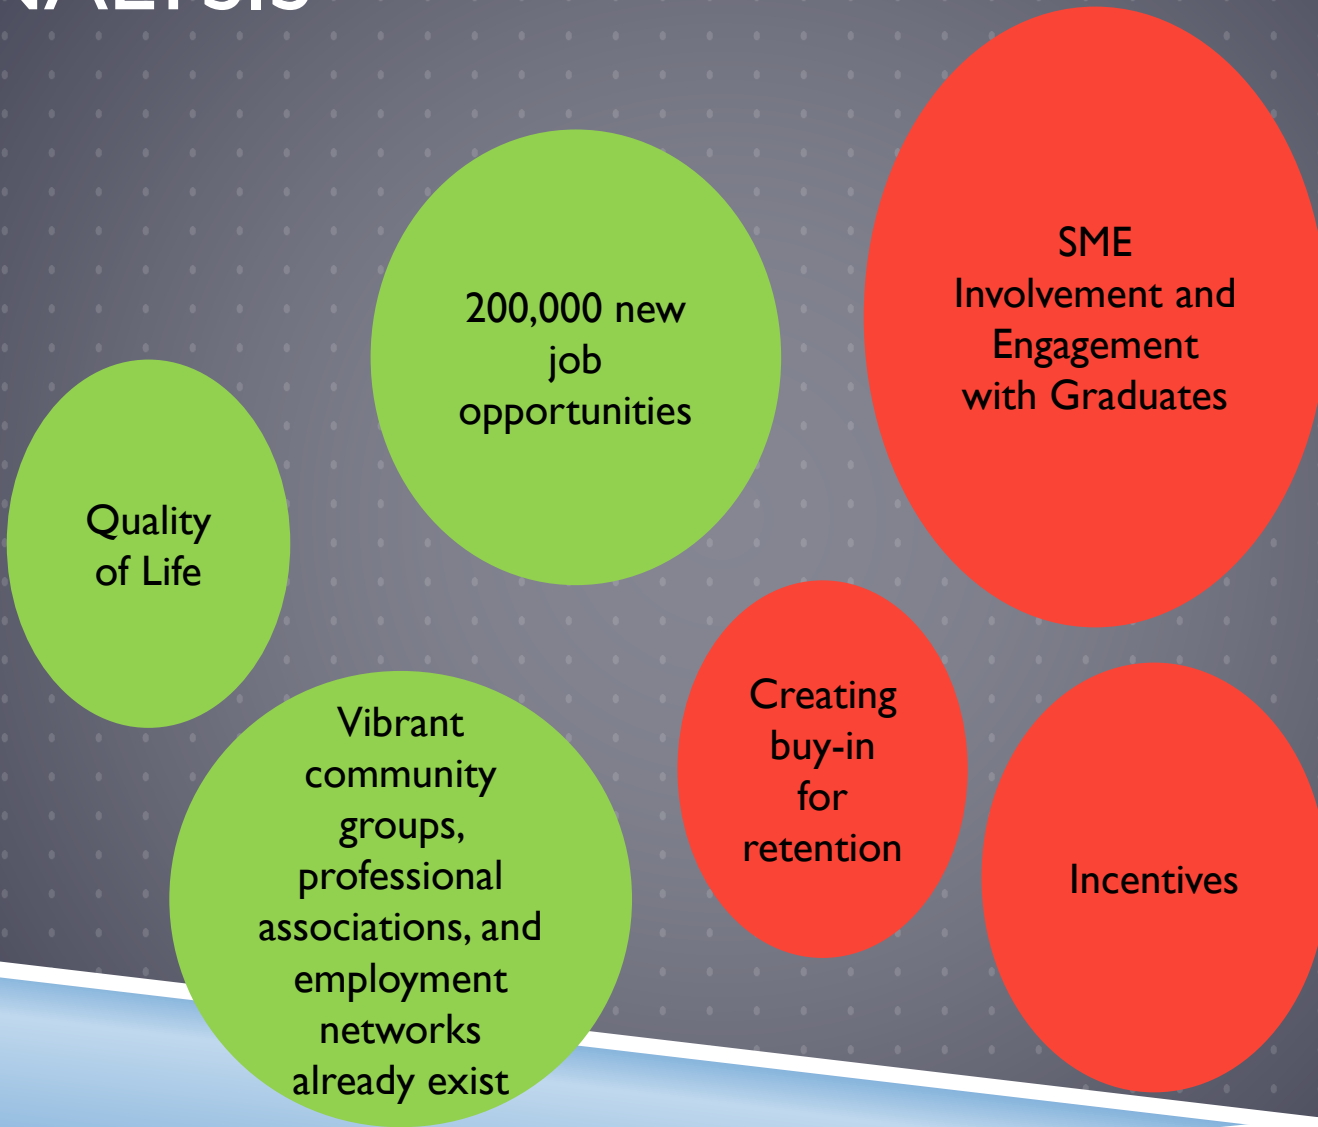 200,000 new
job
opportunities
SME
Involvement and
Engagement
with Graduates
Quality
of Life
Vibrant
community
groups,
professional
associations, and
employment
networks
already exist
Creating
buy-in
for
retention
Incentives